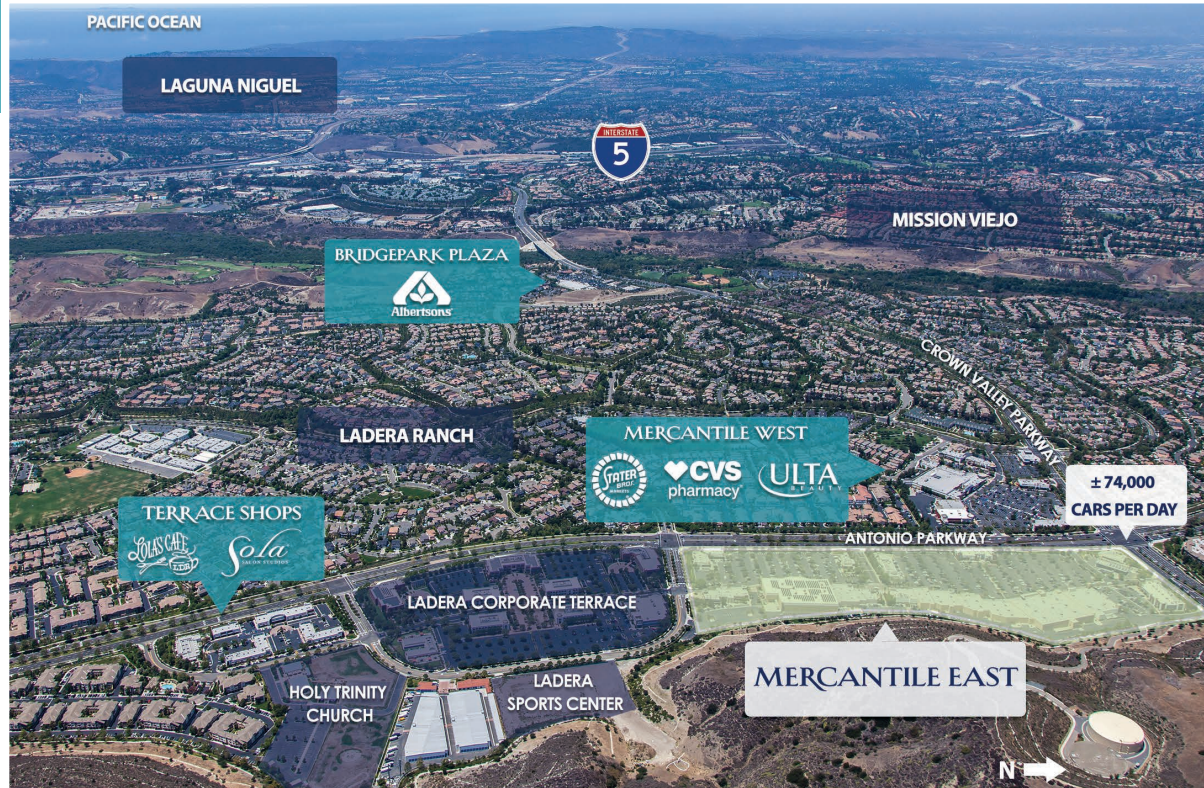 PACIFIC OCEAN
LAGUNA NIGUEL
INTERSTATE
5
MISSION VIEJO
BRIDGEPARK PLAZA
Albertsons
CROWN VALLEY PARKWAY
LADERA RANCH
MERCANTILE WEST
STATER
BROS
MARKETS
CVS
pharmacy
ULTA
BEAUTY
±74,000
CARS PER DAY
TERRACE SHOPS
LOLA'S CAFE
LDR
Sola
SALON STUDIOS
ANTONIO PARKWAY
LADERA CORPORATE TERRACE
MERCANTILE EAST
HOLY TRINITY
CHURCH
LADERA
SPORTS CENTER
N